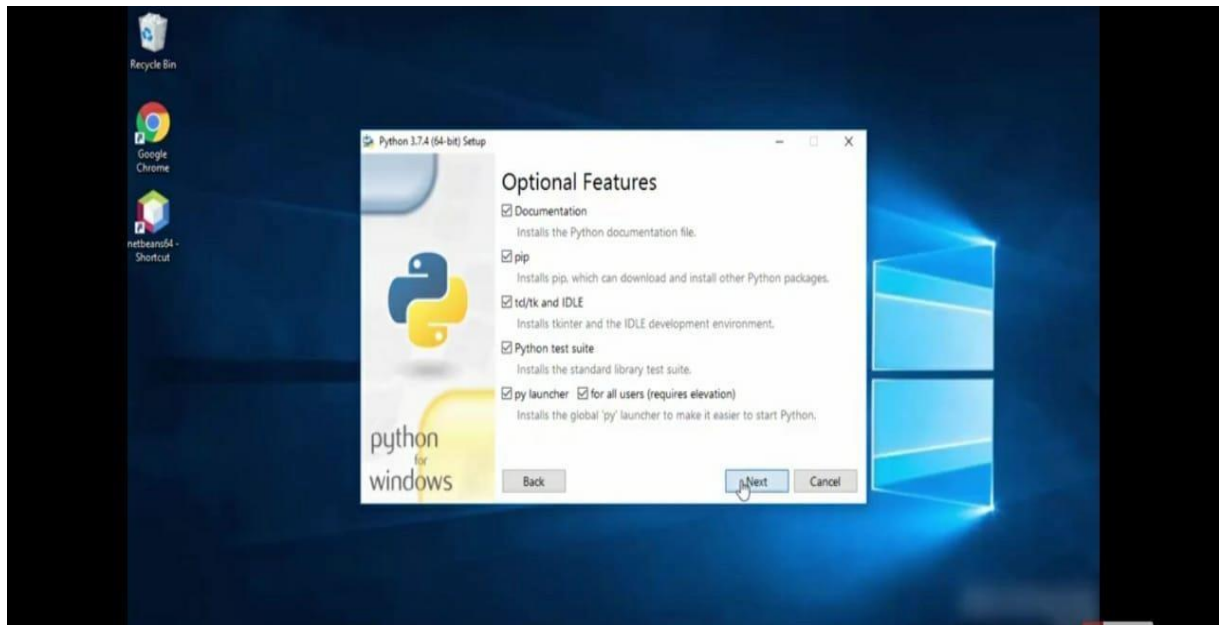 Recycle Bin
Google
Chrome
netbeans64 -
Shortcut
Python 3.7.4 (64-bit) Setup
Optional Features
Documentation
Installs the Python documentation file.
pip
Installs pip, which can download and install other Python packages.
tcl/tk and IDLE
Installs tkinter and the IDLE development environment.
Python test suite
Installs the standard library test suite.
py launcher for all users (requires elevation)
Installs the global 'py' launcher to make it easier to start Python.
python
for
windows
Back Next Cancel